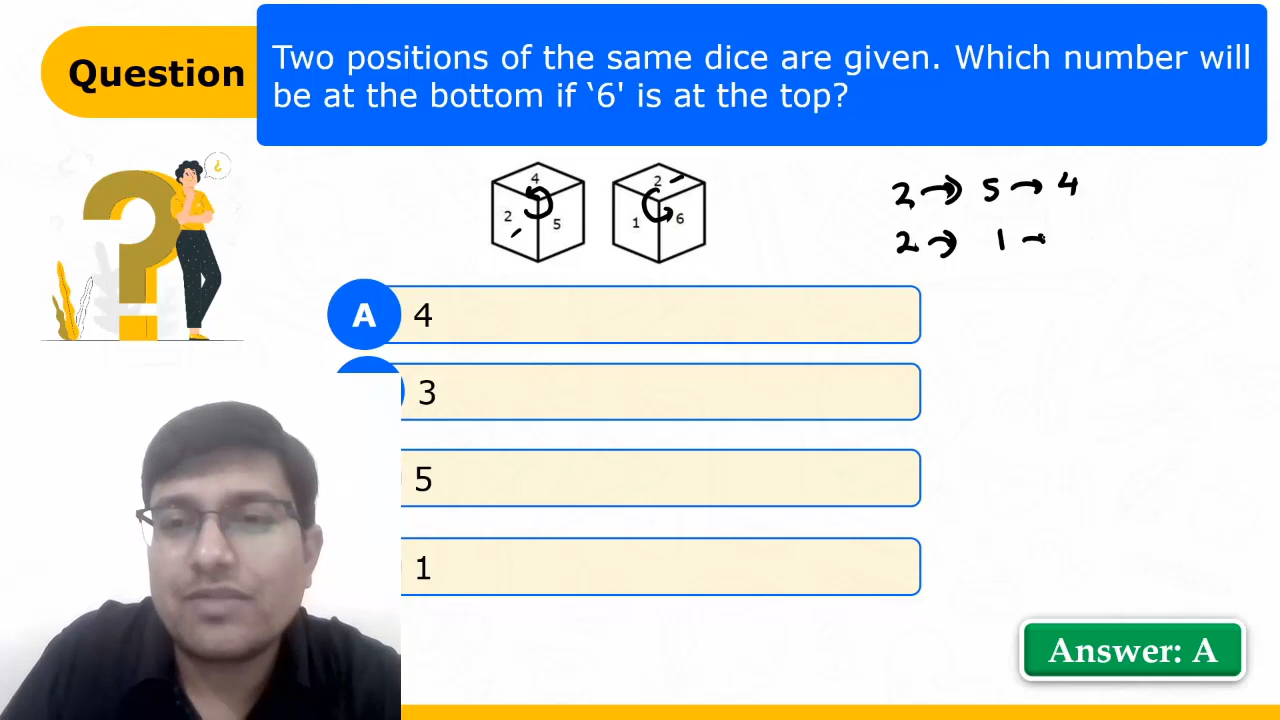 Question
Two positions of the same dice are given. Which number will
be at the bottom if ‘6' is at the top?
?
4
2
5
2
1
6
2 → 5 → 4
2 → 1 →
A
4
3
5
1
Answer: A